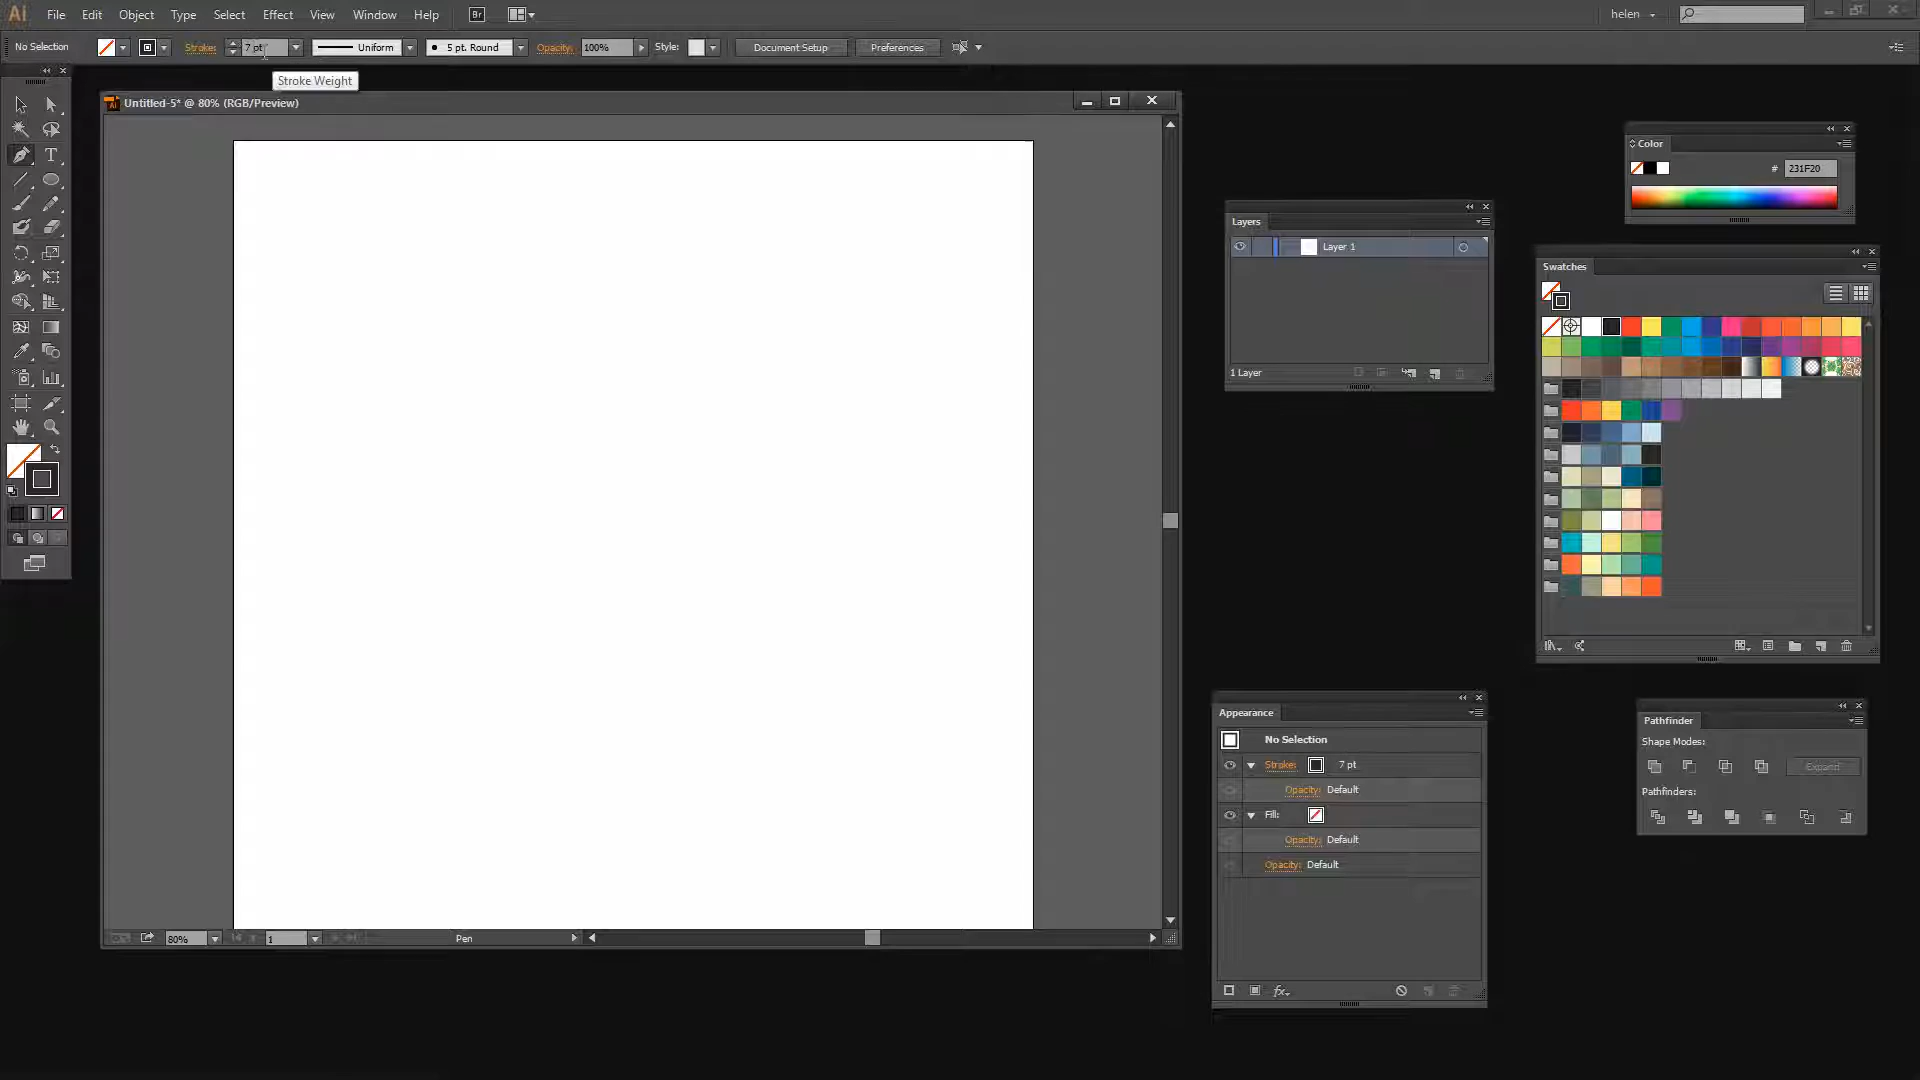 Ai File Edit Object Type Select Effect View Window Help Br helen
No Selection Stroke: 7 pt Uniform 5 pt. Round Opacity: 100% Style: Document Setup Preferences
Stroke Weight
Untitled-5* @ 80% (RGB/Preview)
Color
# 231F20
Layers
Layer 1
1 Layer
Swatches
Appearance
No Selection
Stroke: 7 pt
Opacity: Default
Fill:
Opacity: Default
Opacity: Default
fx
Pathfinder
Shape Modes:
Expand
Pathfinders:
T
80% 1 Pen